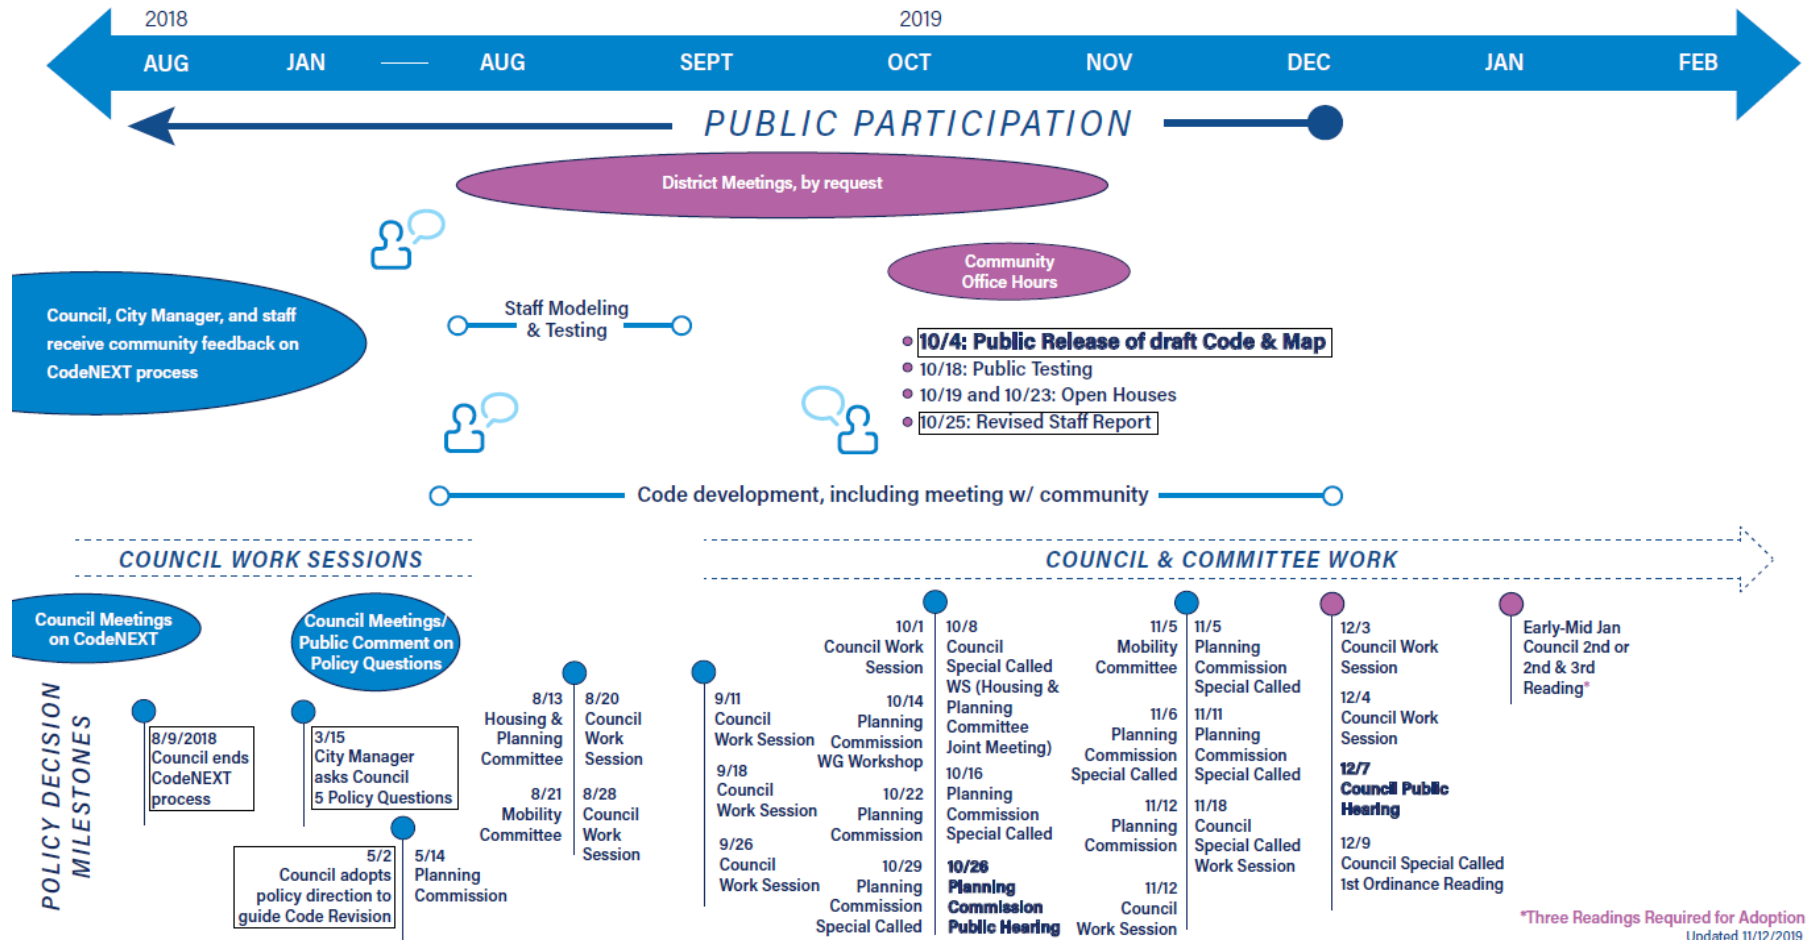 2018
2019
AUG
JAN
AUG
SEPT
OCT
NOV
DEC
JAN
FEB
PUBLIC PARTICIPATION
District Meetings, by request
Community
Office Hours
Council, City Manager, and staff
receive community feedback on
CodeNEXT process
Staff Modeling
& Testing
10/4: Public Release of draft Code & Map
10/18: Public Testing
10/19 and 10/23: Open Houses
10/25: Revised Staff Report
Code development, including meeting w/ community
COUNCIL WORK SESSIONS
COUNCIL & COMMITTEE WORK
Council Meetings
on CodeNEXT
Council Meetings/
Public Comment on
Policy Questions
POLICY DECISION
MILESTONES
8/9/2018
Council ends
CodeNEXT
process
3/15
City Manager
asks Council
5 Policy Questions
5/2
Council adopts
policy direction to
guide Code Revision
5/14
Planning
Commission
8/13
Housing &
Planning
Committee
8/21
Mobility
Committee
8/20
Council
Work
Session
8/28
Council
Work
Session
9/11
Council
Work Session
9/18
Council
Work Session
9/26
Council
Work Session
10/1
Council Work
Session
10/14
Planning
Commission
WG Workshop
10/22
Planning
Commission
10/29
Planning
Commission
Special Called
10/8
Council
Special Called
WS (Housing &
Planning
Committee
Joint Meeting)
10/16
Planning
Commission
Special Called
10/26
Planning
Commission
Public Hearing
11/5
Mobility
Committee
11/6
Planning
Commission
Special Called
11/12
Planning
Commission
11/12
Council
Work Session
11/5
Planning
Commission
Special Called
11/11
Planning
Commission
Special Called
11/18
Council
Special Called
Work Session
12/3
Council Work
Session
12/4
Council Work
Session
12/7
Council Public
Hearing
12/9
Council Special Called
1st Ordinance Reading
Early-Mid Jan
Council 2nd or
2nd & 3rd
Reading*
*Three Readings Required for Adoption
Updated 11/12/2019